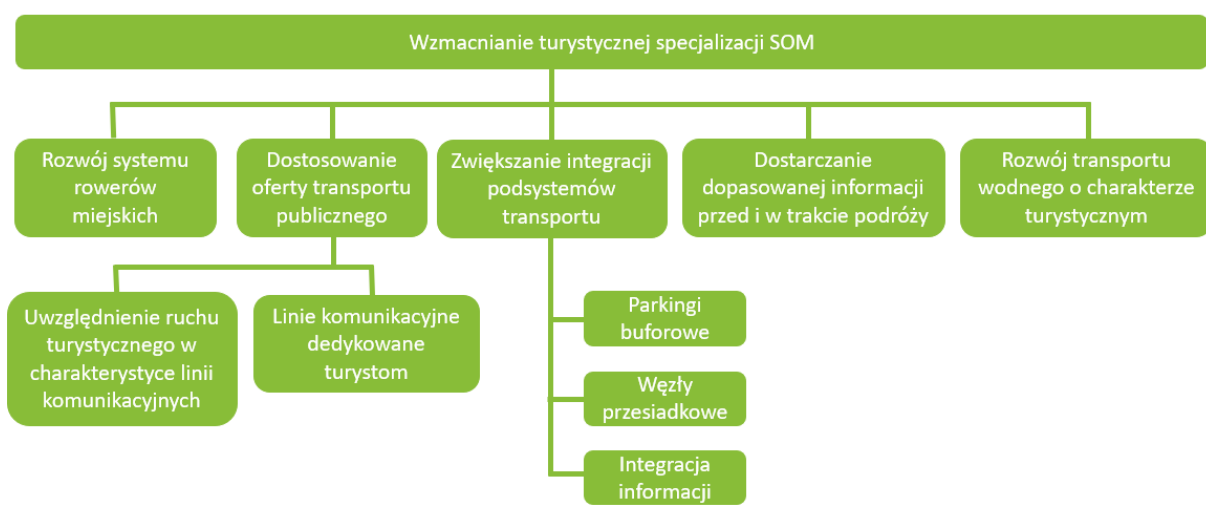 Wzmacnianie turystycznej specjalizacji SOM
Rozwój systemu
rowerów
miejskich
Dostosowanie
oferty transportu
publicznego
Zwiększanie integracji
podsystemów
transportu
Dostarczanie
dopasowanej informacji
przed i w trakcie podróży
Rozwój transportu
wodnego o charakterze
turystycznym
Uwzględnienie ruchu
turystycznego w
charakterystyce linii
komunikacyjnych
Linie komunikacyjne
dedykowane
turystom
Parkingi
buforowe
Węzły
przesiadkowe
Integracja
informacji